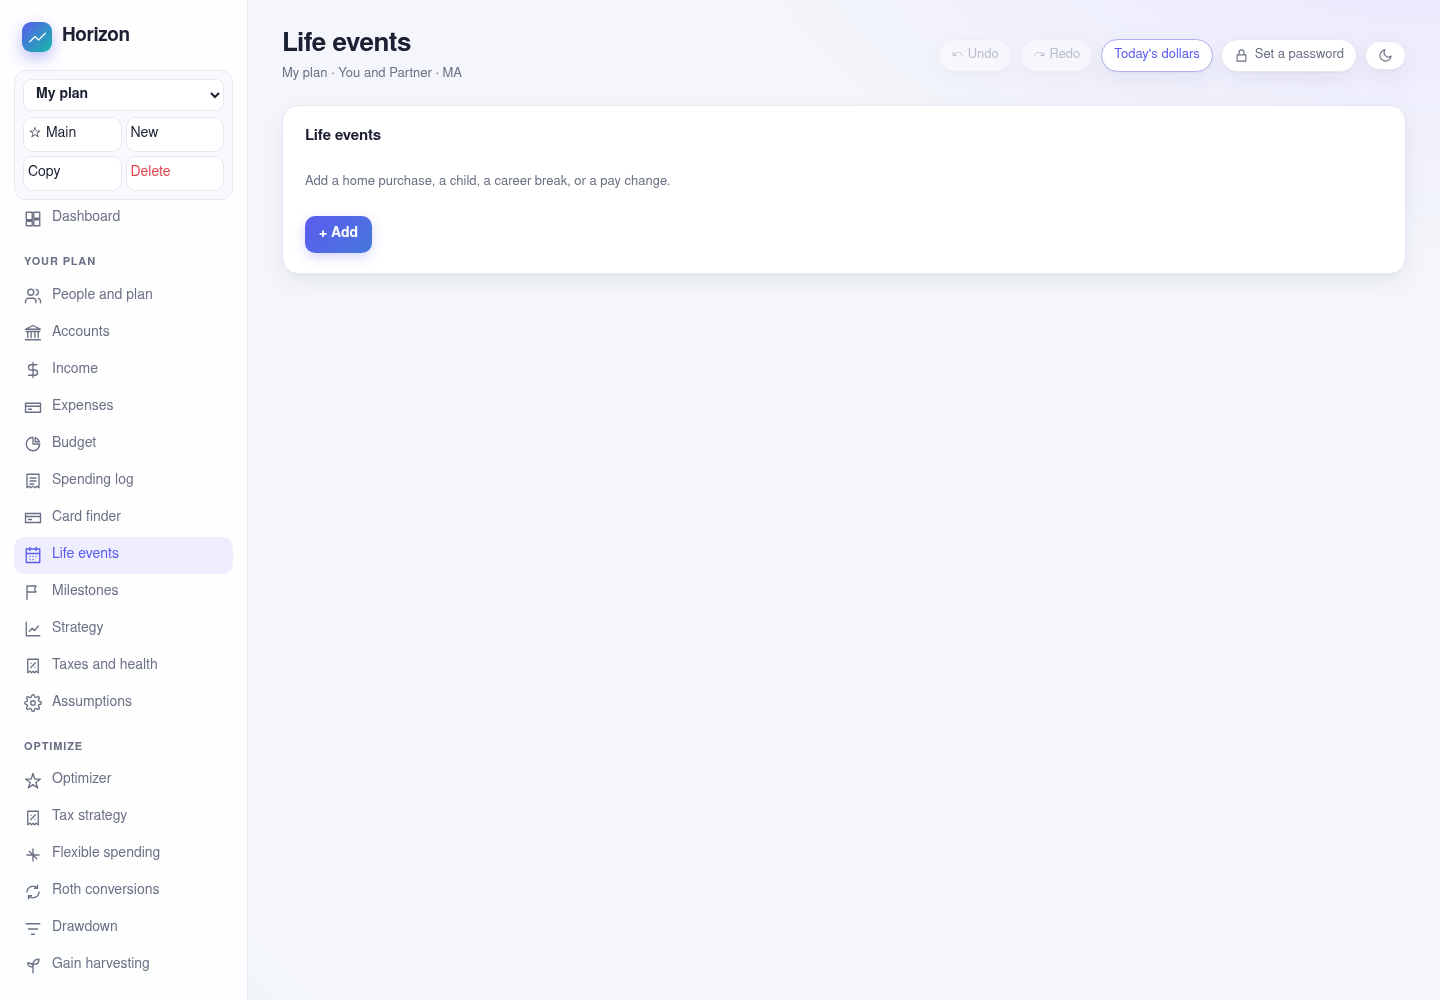 Horizon
My plan
☆ Main
New
Copy
Delete
Dashboard
YOUR PLAN
People and plan
Accounts
Income
Expenses
Budget
Spending log
Card finder
Life events
Milestones
Strategy
Taxes and health
Assumptions
OPTIMIZE
Optimizer
Tax strategy
Flexible spending
Roth conversions
Drawdown
Gain harvesting
Life events
My plan · You and Partner · MA
Undo
Redo
Today's dollars
Set a password
Life events
Add a home purchase, a child, a career break, or a pay change.
+ Add